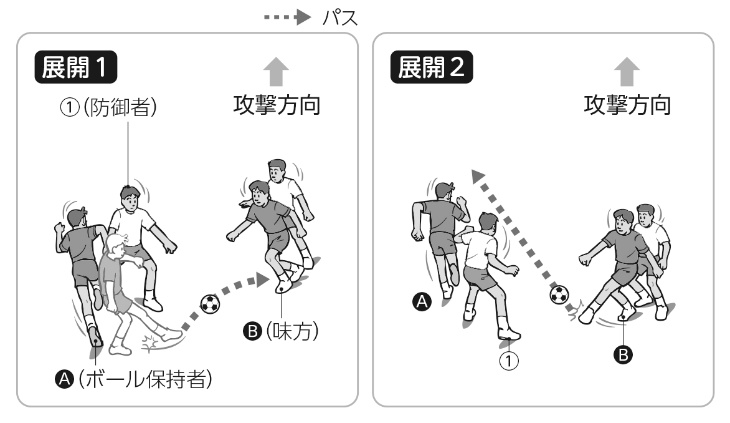 パス
展開1
攻撃方向
①(防御者)
Ⓑ(味方)
Ⓐ(ボール保持者)
展開2
攻撃方向
Ⓐ
①
Ⓑ